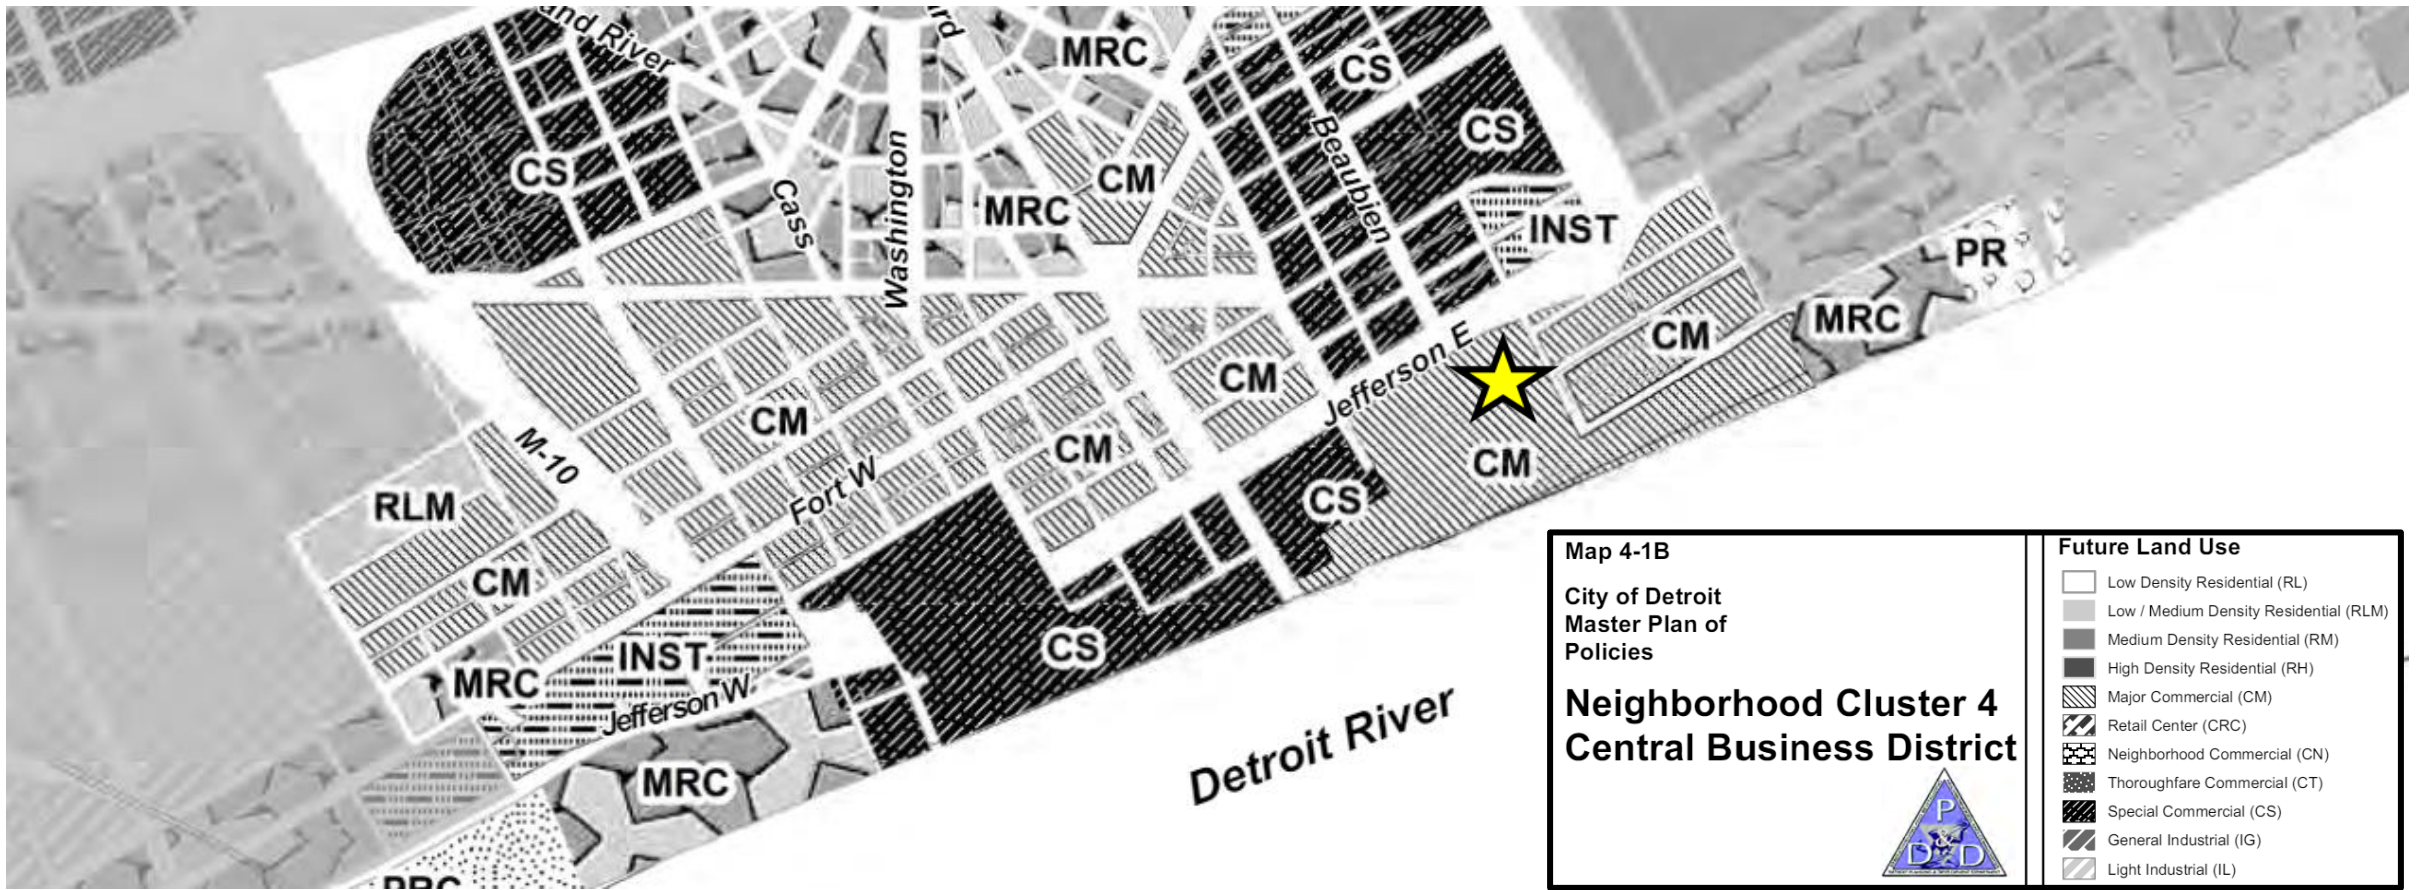 and River
ard
MRC
CS
CS
CS
Beaubien
Washington
Cass
CM
MRC
INST
PR
MRC
CM
Jefferson E
CM
CM
CM
CM
M-10
Fort W
CS
RLM
CM
CS
INST
MRC
Jefferson W
MRC
PRC
Detroit River
Map 4-1B
City of Detroit
Master Plan of
Policies
Neighborhood Cluster 4
Central Business District
P
&
D D
Future Land Use
Low Density Residential (RL)
Low / Medium Density Residential (RLM)
Medium Density Residential (RM)
High Density Residential (RH)
Major Commercial (CM)
Retail Center (CRC)
Neighborhood Commercial (CN)
Thoroughfare Commercial (CT)
Special Commercial (CS)
General Industrial (IG)
Light Industrial (IL)